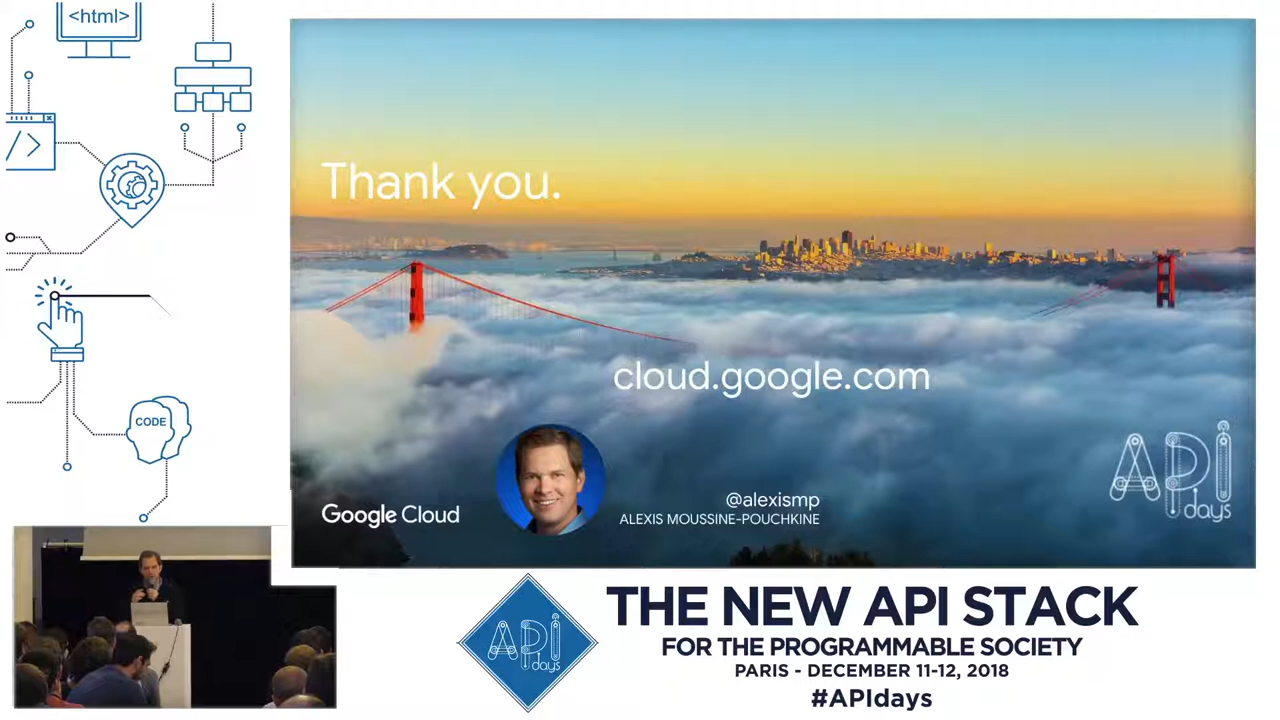 <html>
</>
CODE
Thank you.
cloud.google.com
Google Cloud
@alexismp
ALEXIS MOUSSINE-POUCHKINE
API
days
API
days
THE NEW API STACK
FOR THE PROGRAMMABLE SOCIETY
PARIS - DECEMBER 11-12, 2018
#APIdays